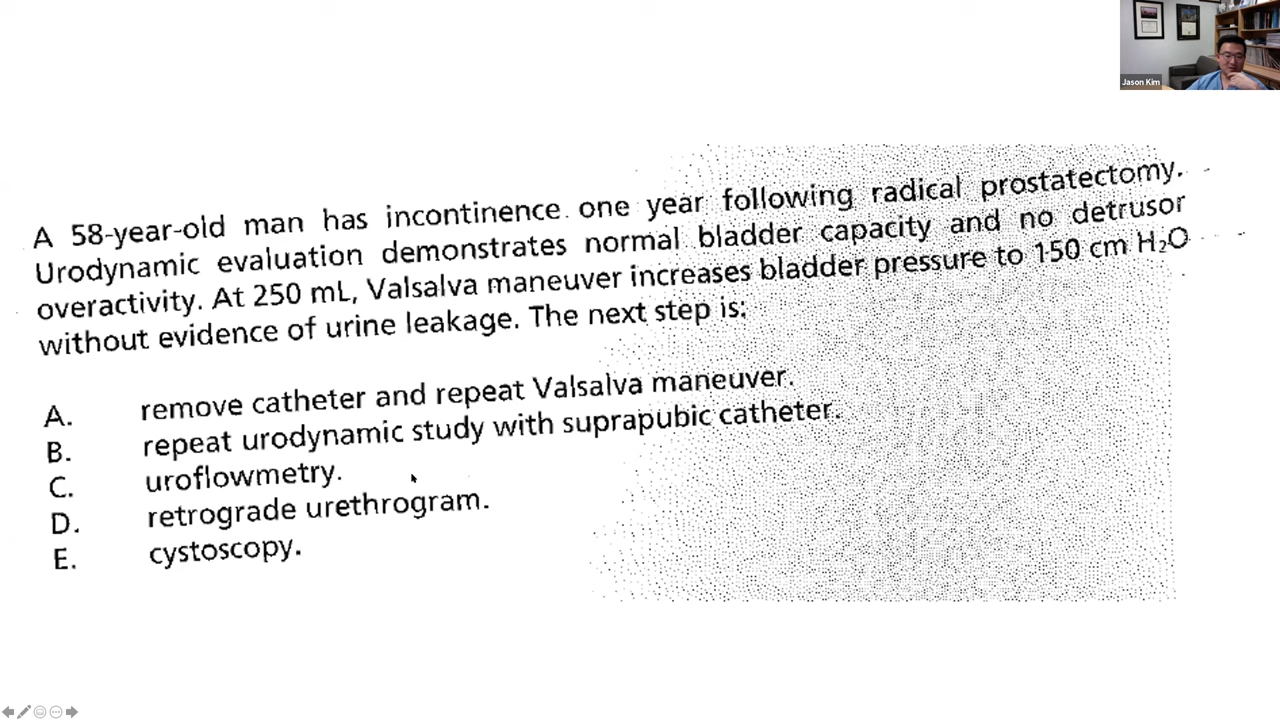 Jason Kim
A 58-year-old man has incontinence one year following radical prostatectomy.
Urodynamic evaluation demonstrates normal bladder capacity and no detrusor
overactivity. At 250 mL, Valsalva maneuver increases bladder pressure to 150 cm H₂O
without evidence of urine leakage. The next step is:
A. remove catheter and repeat Valsalva maneuver.
B. repeat urodynamic study with suprapubic catheter.
C. uroflowmetry.
D. retrograde urethrogram.
E. cystoscopy.